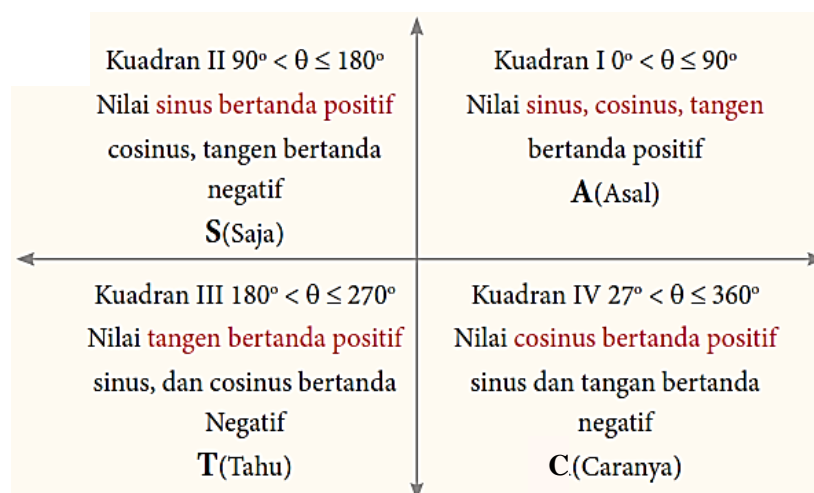 Kuadran II 90° < θ ≤ 180°
Nilai sinus bertanda positif
cosinus, tangen bertanda
negatif
S(Saja)
Kuadran I 0° < θ ≤ 90°
Nilai sinus, cosinus, tangen
bertanda positif
A(Asal)
Kuadran III 180° < θ ≤ 270°
Nilai tangen bertanda positif
sinus, dan cosinus bertanda
Negatif
T(Tahu)
Kuadran IV 27° < θ ≤ 360°
Nilai cosinus bertanda positif
sinus dan tangan bertanda
negatif
C.(Caranya)